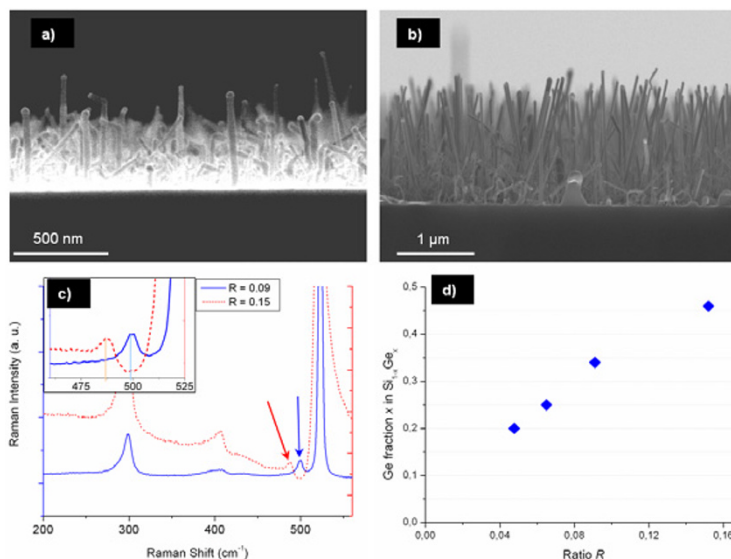 a)
500 nm
b)
1 µm
c)
R = 0.09
R = 0.15
475 500 525
Raman Intensity (a. u.)
200 300 400 500
Raman Shift (cm⁻¹)
d)
Ge fraction x in Si₁₋ₓGeₓ
0,5
0,4
0,3
0,2
0,1
0,0
0,00 0,04 0,08 0,12 0,16
Ratio R